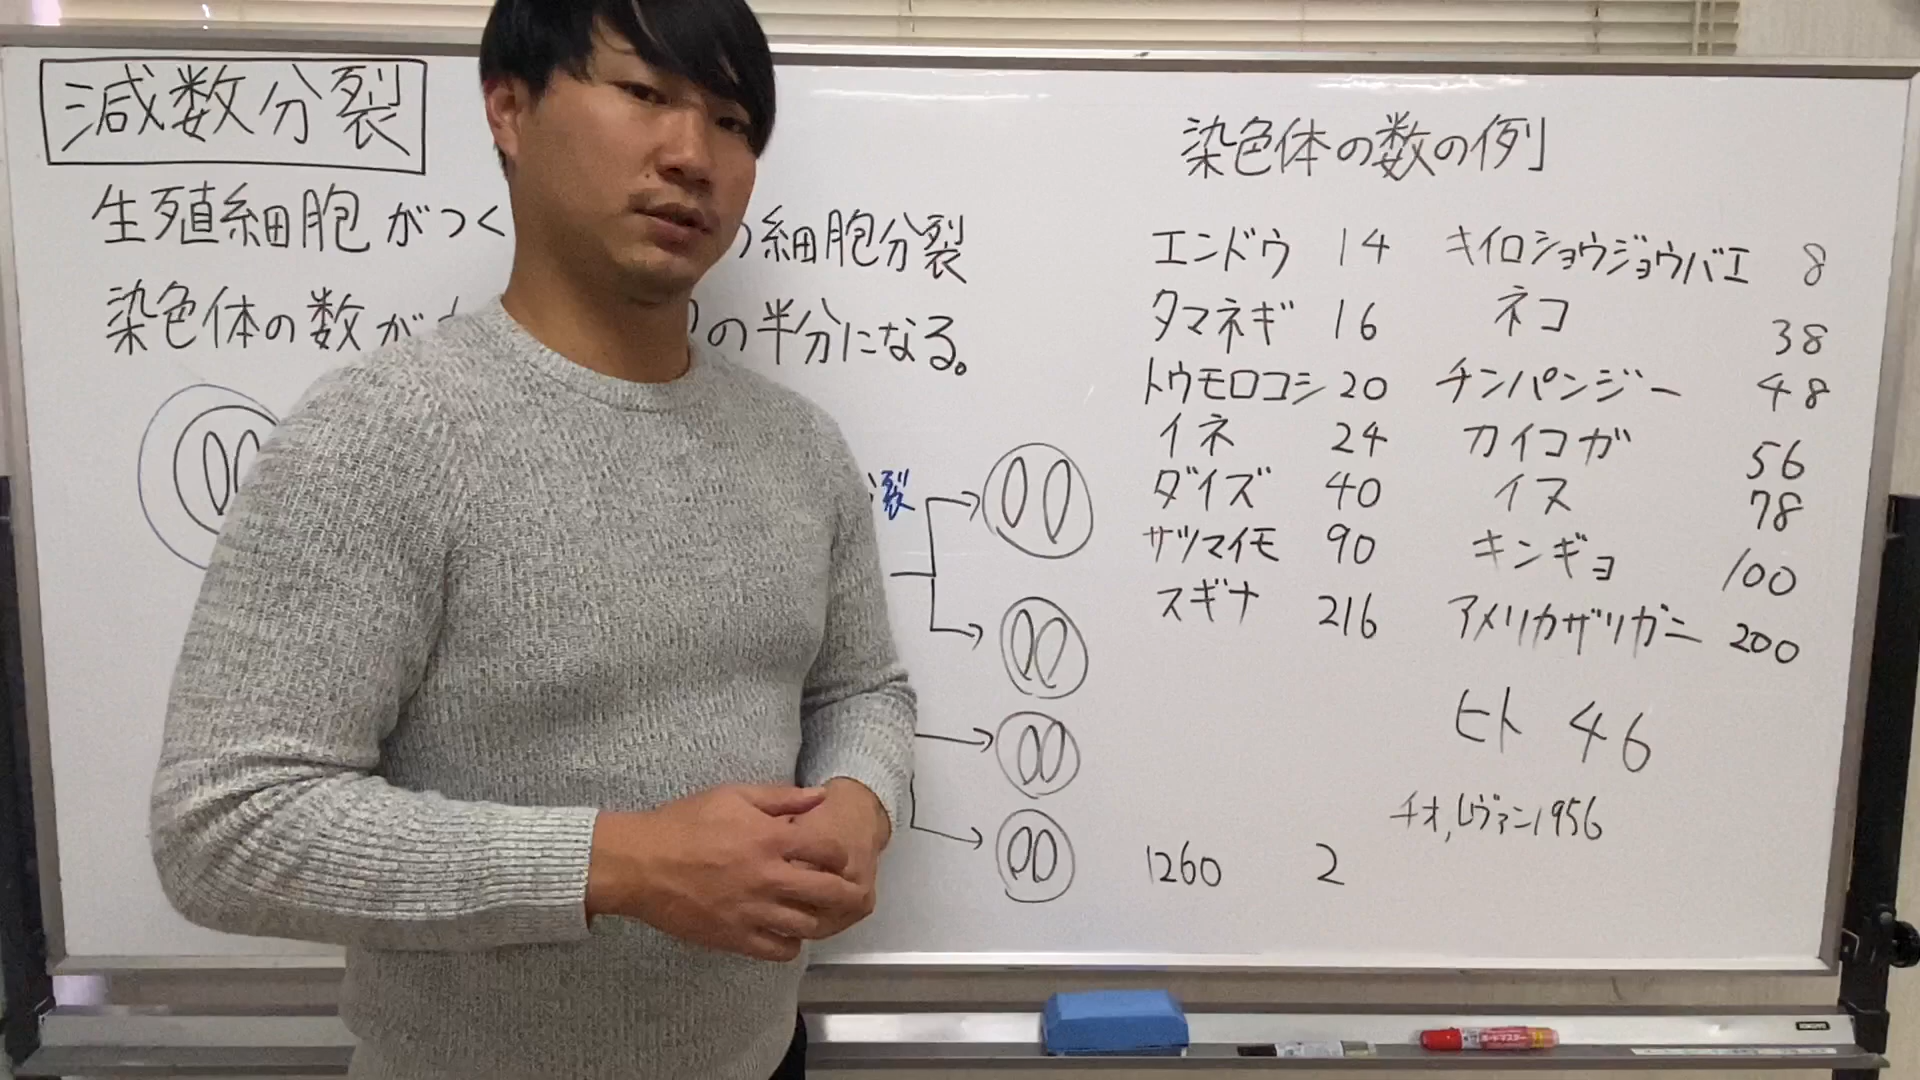 減数分裂
生殖細胞がつく の細胞分裂
染色体の数が の半分になる。
裂
染色体の数の例
エンドウ 14 キイロショウジョウバエ 8
タマネギ 16 ネコ 38
トウモロコシ 20 チンパンジー 48
イネ 24 カイコガ 56
ダイズ 40 イヌ 78
サツマイモ 90 キンギョ 100
スギナ 216 アメリカザリガニ 200
ヒト 46
チオ,レヴァン1956
1260 2